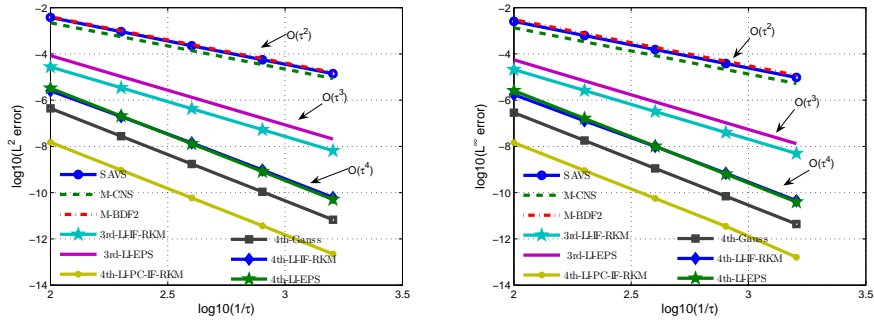 −2
−4
−6
−8
−10
−12
−14
2
2.5
3
3.5
log10(1/τ)
log10(L² error)
O(τ²)
O(τ³)
O(τ⁴)
SAVS
M-CNS
M-BDF2
3rd-LI-IF-RKM
3rd-LI-EPS
4th-LI-PC-IF-RKM
4th-Gauss
4th-LI-IF-RKM
4th-LI-EPS
−2
−4
−6
−8
−10
−12
−14
2
2.5
3
3.5
log10(1/τ)
log10(L∞ error)
O(τ²)
O(τ³)
O(τ⁴)
SAVS
M-CNS
M-BDF2
3rd-LI-IF-RKM
3rd-LI-EPS
4th-LI-PC-IF-RKM
4th-Gauss
4th-LI-IF-RKM
4th-LI-EPS